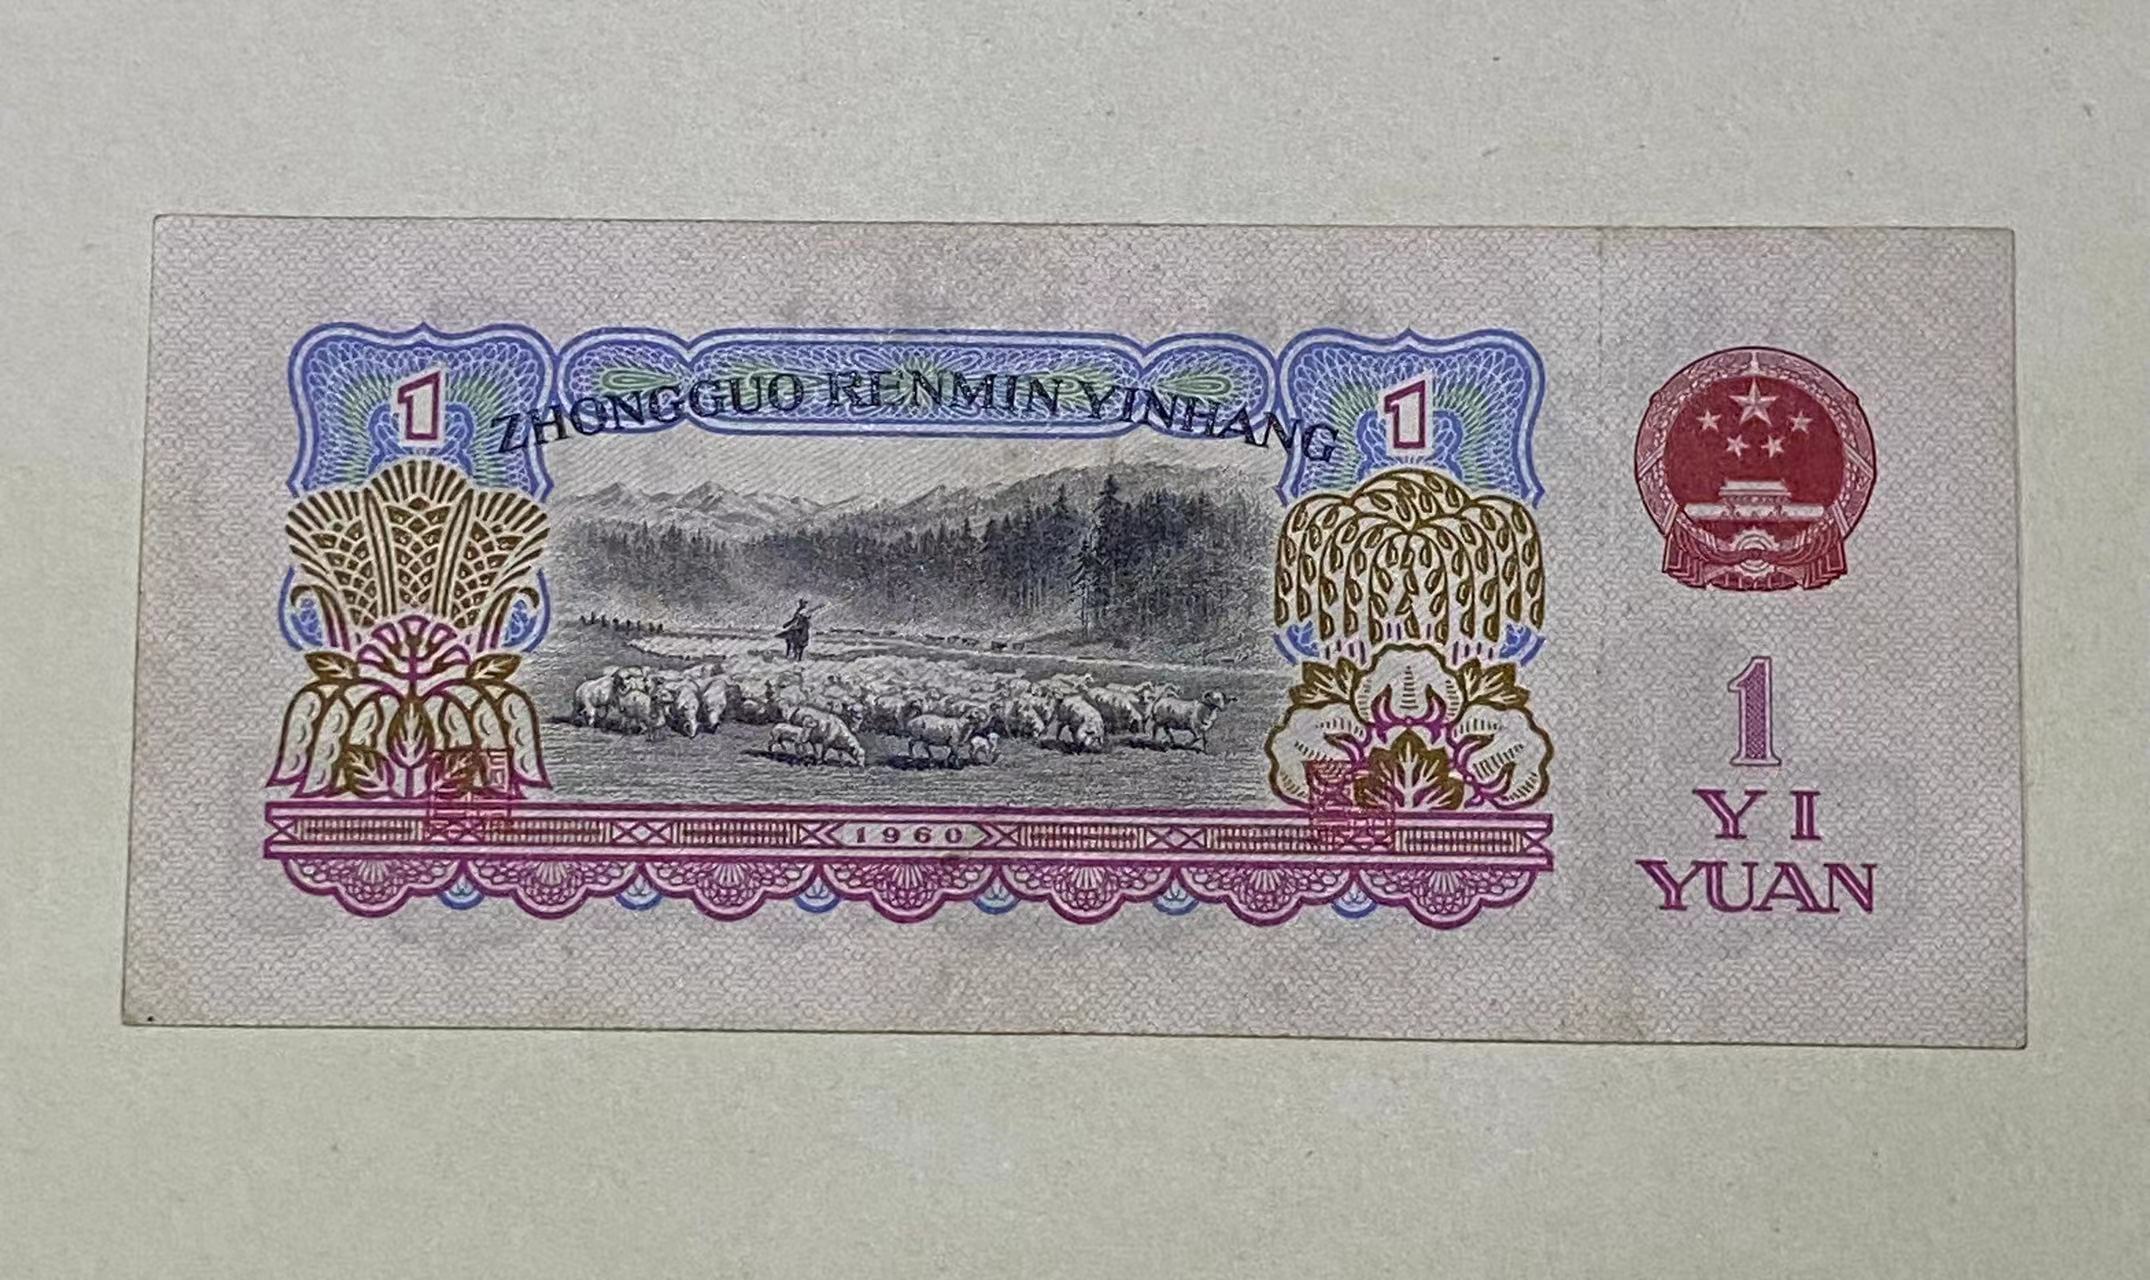 1
ZHONGGUO RENMIN YINHANG
1
1960
1
YI
YUAN